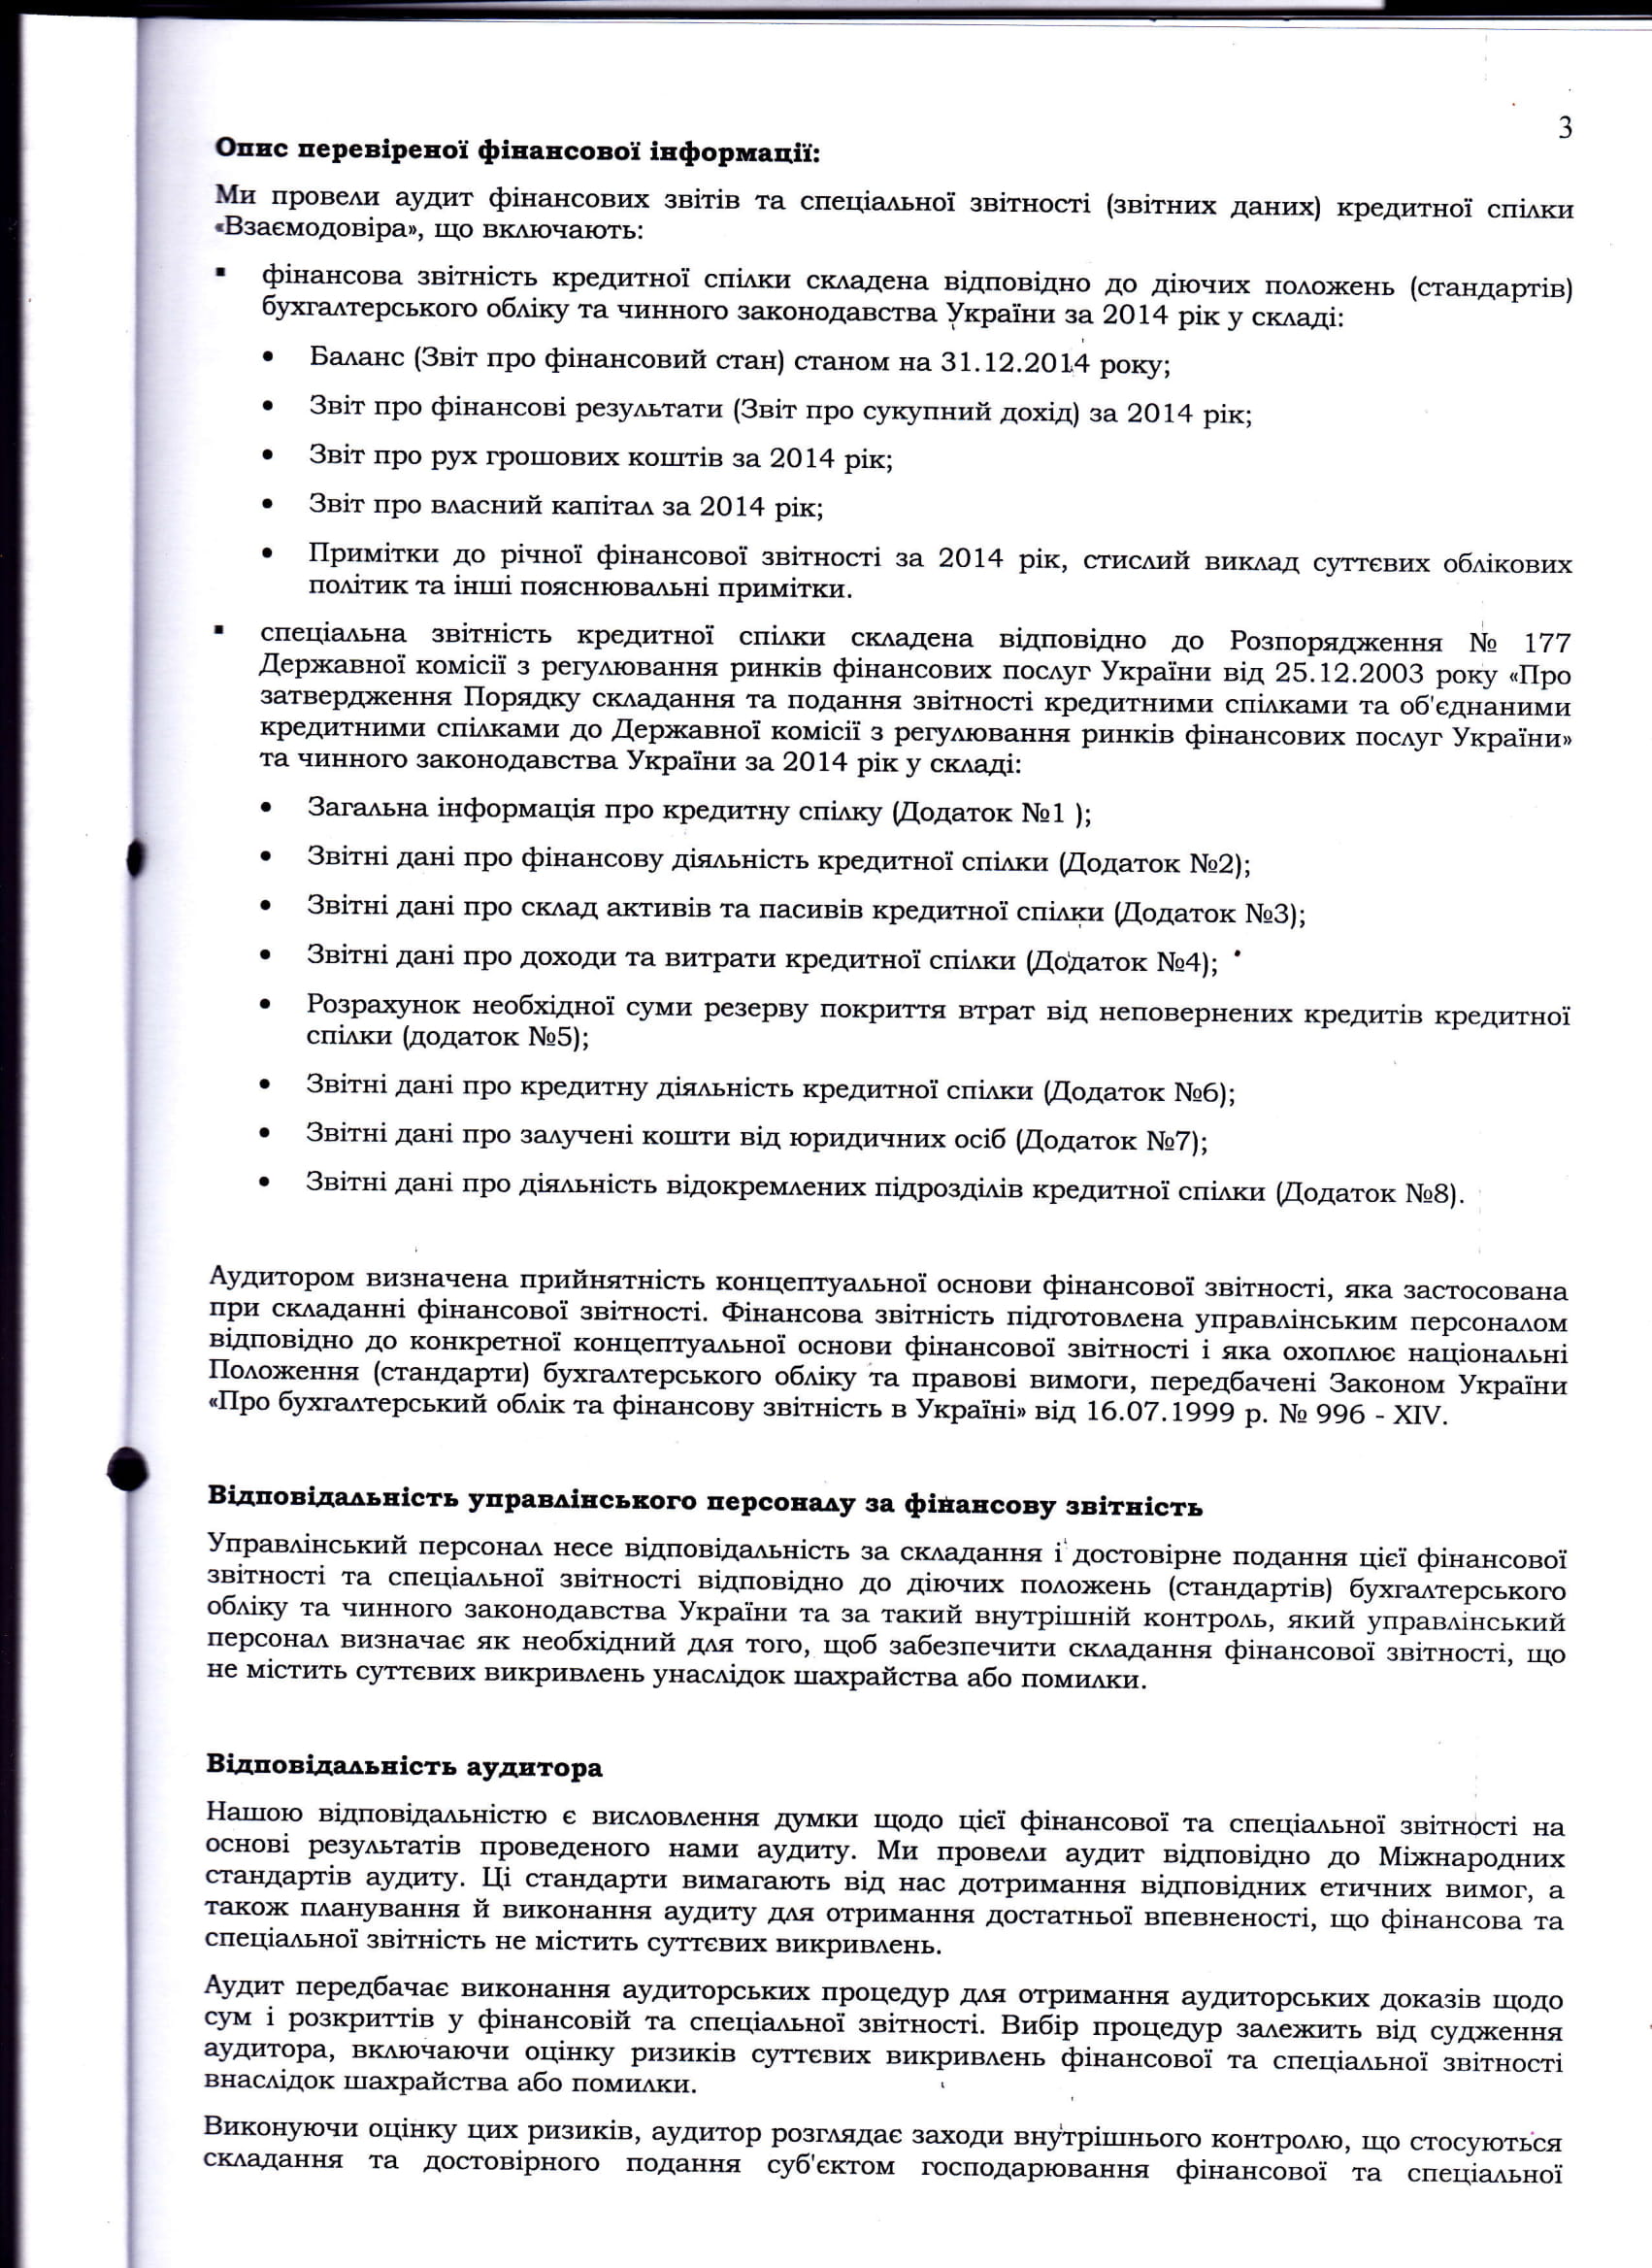 3
Опис перевіреної фінансової інформації:
Ми провели аудит фінансових звітів та спеціальної звітності (звітних даних) кредитної спілки
«Взаємодовіра», що включають:
▪ фінансова звітність кредитної спілки складена відповідно до діючих положень (стандартів)
бухгалтерського обліку та чинного законодавства України за 2014 рік у складі:
• Баланс (Звіт про фінансовий стан) станом на 31.12.2014 року;
• Звіт про фінансові результати (Звіт про сукупний дохід) за 2014 рік;
• Звіт про рух грошових коштів за 2014 рік;
• Звіт про власний капітал за 2014 рік;
• Примітки до річної фінансової звітності за 2014 рік, стислий виклад суттєвих облікових
політик та інші пояснювальні примітки.
▪ спеціальна звітність кредитної спілки складена відповідно до Розпорядження № 177
Державної комісії з регулювання ринків фінансових послуг України від 25.12.2003 року «Про
затвердження Порядку складання та подання звітності кредитними спілками та об'єднаними
кредитними спілками до Державної комісії з регулювання ринків фінансових послуг України»
та чинного законодавства України за 2014 рік у складі:
• Загальна інформація про кредитну спілку (Додаток №1 );
• Звітні дані про фінансову діяльність кредитної спілки (Додаток №2);
• Звітні дані про склад активів та пасивів кредитної спілки (Додаток №3);
• Звітні дані про доходи та витрати кредитної спілки (Додаток №4);
• Розрахунок необхідної суми резерву покриття втрат від неповернених кредитів кредитної
спілки (додаток №5);
• Звітні дані про кредитну діяльність кредитної спілки (Додаток №6);
• Звітні дані про залучені кошти від юридичних осіб (Додаток №7);
• Звітні дані про діяльність відокремлених підрозділів кредитної спілки (Додаток №8).
Аудитором визначена прийнятність концептуальної основи фінансової звітності, яка застосована
при складанні фінансової звітності. Фінансова звітність підготовлена управлінським персоналом
відповідно до конкретної концептуальної основи фінансової звітності і яка охоплює національні
Положення (стандарти) бухгалтерського обліку та правові вимоги, передбачені Законом України
«Про бухгалтерський облік та фінансову звітність в Україні» від 16.07.1999 р. № 996 - XIV.
Відповідальність управлінського персоналу за фінансову звітність
Управлінський персонал несе відповідальність за складання і достовірне подання цієї фінансової
звітності та спеціальної звітності відповідно до діючих положень (стандартів) бухгалтерського
обліку та чинного законодавства України та за такий внутрішній контроль, який управлінський
персонал визначає як необхідний для того, щоб забезпечити складання фінансової звітності, що
не містить суттєвих викривлень унаслідок шахрайства або помилки.
Відповідальність аудитора
Нашою відповідальністю є висловлення думки щодо цієї фінансової та спеціальної звітності на
основі результатів проведеного нами аудиту. Ми провели аудит відповідно до Міжнародних
стандартів аудиту. Ці стандарти вимагають від нас дотримання відповідних етичних вимог, а
також планування й виконання аудиту для отримання достатньої впевненості, що фінансова та
спеціальної звітність не містить суттєвих викривлень.
Аудит передбачає виконання аудиторських процедур для отримання аудиторських доказів щодо
сум і розкриттів у фінансовій та спеціальної звітності. Вибір процедур залежить від судження
аудитора, включаючи оцінку ризиків суттєвих викривлень фінансової та спеціальної звітності
внаслідок шахрайства або помилки.
Виконуючи оцінку цих ризиків, аудитор розглядає заходи внутрішнього контролю, що стосуються
складання та достовірного подання суб'єктом господарювання фінансової та спеціальної